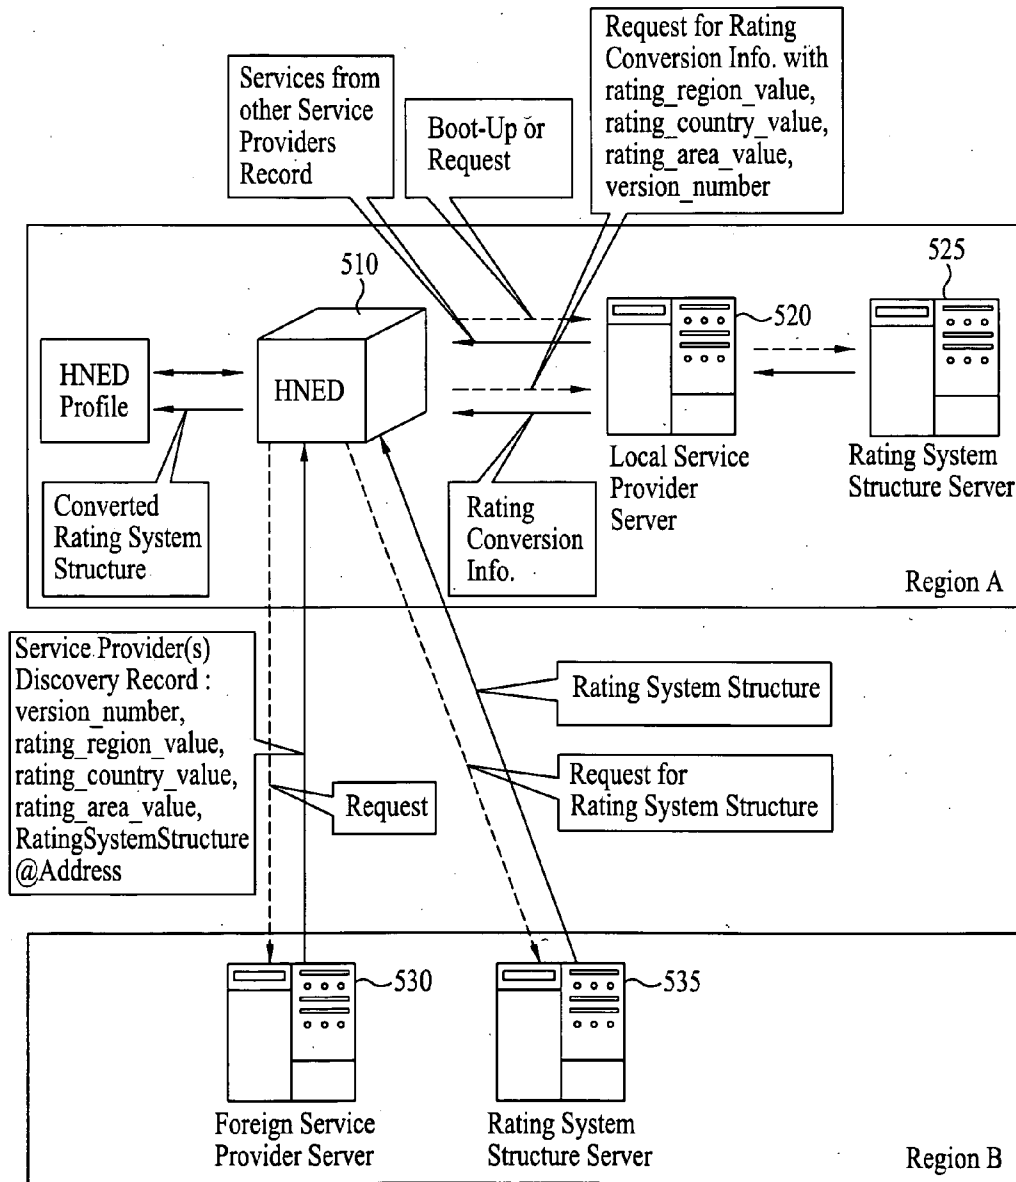 Services from
other Service
Providers
Record
Boot-Up or
Request
Request for Rating
Conversion Info. with
rating_region_value,
rating_country_value,
rating_area_value,
version_number
510
520
525
HNED
Profile
HNED
Local Service
Provider
Server
Rating System
Structure Server
Converted
Rating System
Structure
Rating
Conversion
Info.
Region A
Service Provider(s)
Discovery Record :
version_number,
rating_region_value,
rating_country_value,
rating_area_value,
RatingSystemStructure
@Address
Request
Rating System Structure
Request for
Rating System Structure
530
535
Foreign Service
Provider Server
Rating System
Structure Server
Region B